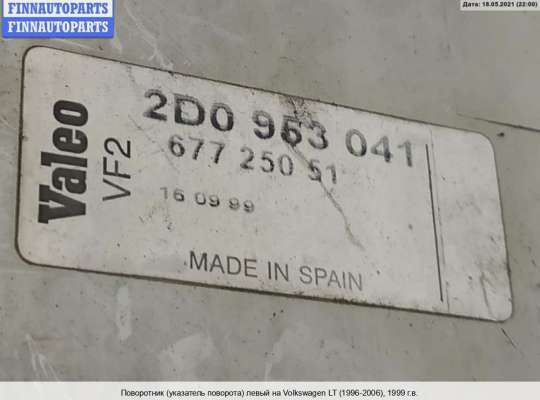 FINNAUTOPARTS
FINNAUTOPARTS
Дата: 18.05.2021 (22:00)
Valeo
VF2
2D0 953 041
677 250 51
16 09 99
MADE IN SPAIN
Поворотник (указатель поворота) левый на Volkswagen LT (1996-2006), 1999 г.в.